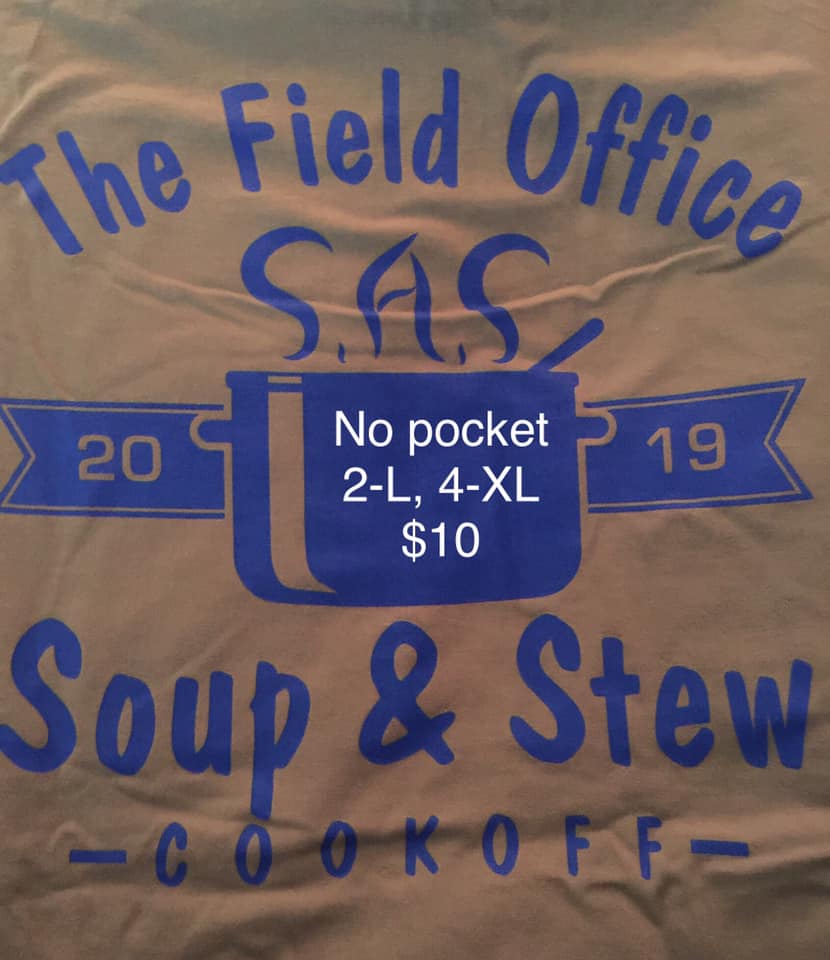 The Field Office
S.A.S
20 19
No pocket
2-L, 4-XL
$10
Soup & Stew
-COOKOFF-